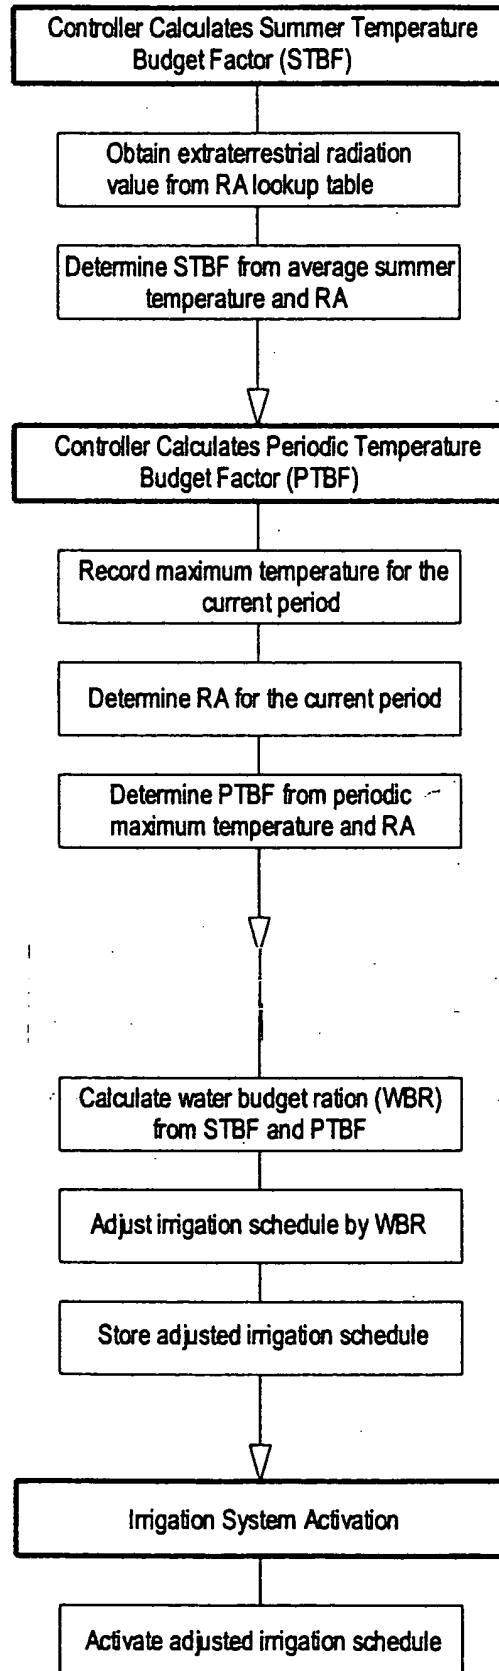 Controller Calculates Summer Temperature
Budget Factor (STBF)
Obtain extraterrestrial radiation
value from RA lookup table
Determine STBF from average summer
temperature and RA
Controller Calculates Periodic Temperature
Budget Factor (PTBF)
Record maximum temperature for the
current period
Determine RA for the current period
Determine PTBF from periodic
maximum temperature and RA
Calculate water budget ration (WBR)
from STBF and PTBF
Adjust irrigation schedule by WBR
Store adjusted irrigation schedule
Irrigation System Activation
Activate adjusted irrigation schedule